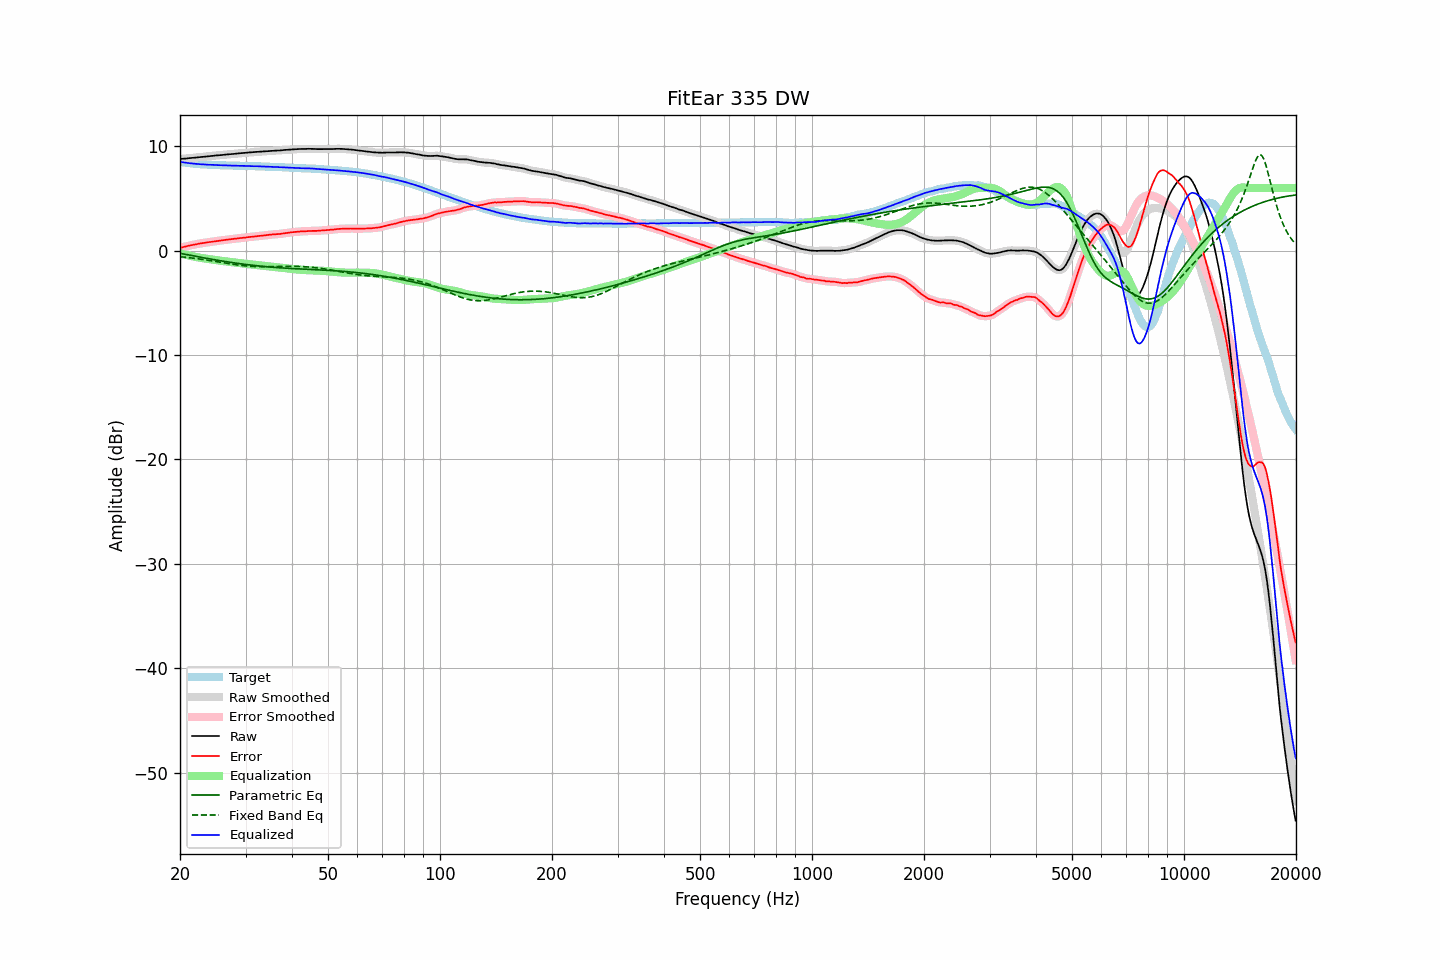 FitEar 335 DW
Amplitude (dBr)
10
0
−10
−20
−30
−40
−50
Target
Raw Smoothed
Error Smoothed
Raw
Error
Equalization
Parametric Eq
Fixed Band Eq
Equalized
20 50 100 200 500 1000 2000 5000 10000 20000
Frequency (Hz)